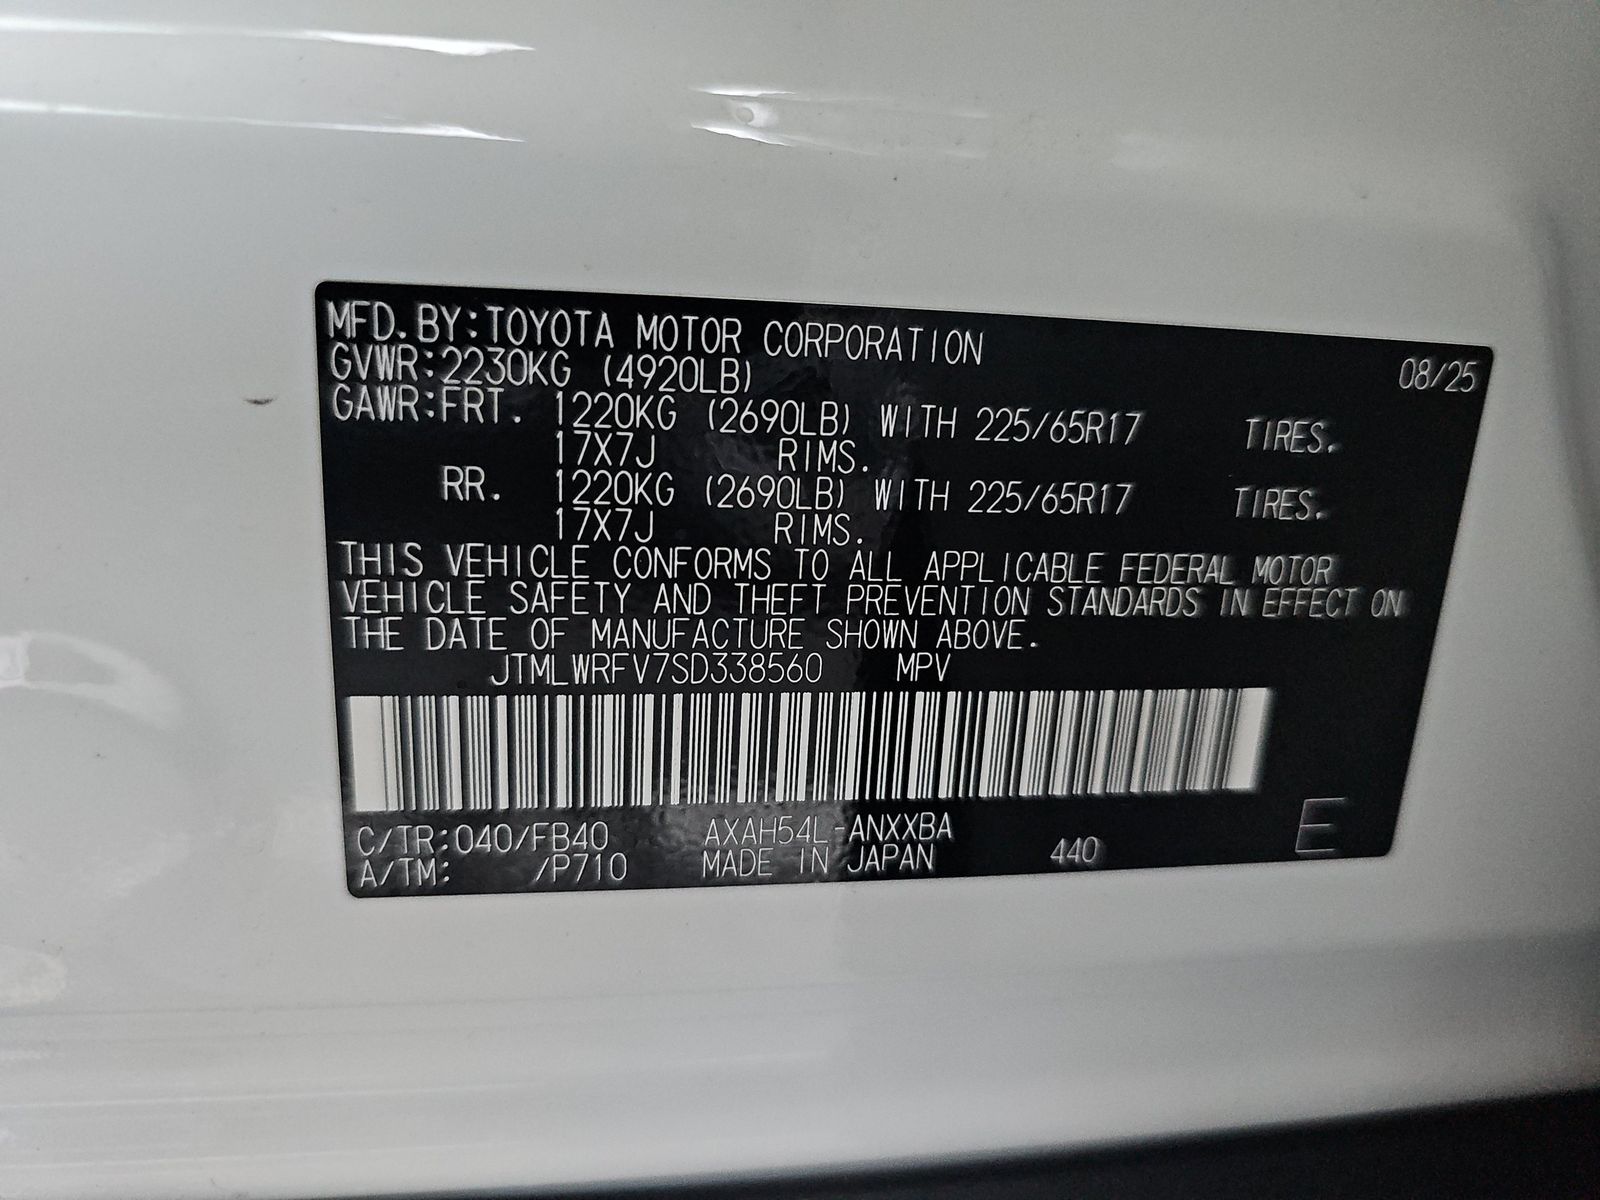 MFD.BY:TOYOTA MOTOR CORPORATION 08/25
GVWR:2230KG (4920LB)
GAWR:FRT. 1220KG (2690LB) WITH 225/65R17 TIRES.
17X7J RIMS.
RR. 1220KG (2690LB) WITH 225/65R17 TIRES.
17X7J RIMS.
THIS VEHICLE CONFORMS TO ALL APPLICABLE FEDERAL MOTOR
VEHICLE SAFETY AND THEFT PREVENTION STANDARDS IN EFFECT ON
THE DATE OF MANUFACTURE SHOWN ABOVE.
JTMLWRFV7SD338560 MPV
C/TR:040/FB40 AXAH54L-ANXXBA 440 E
A/TM: /P710 MADE IN JAPAN